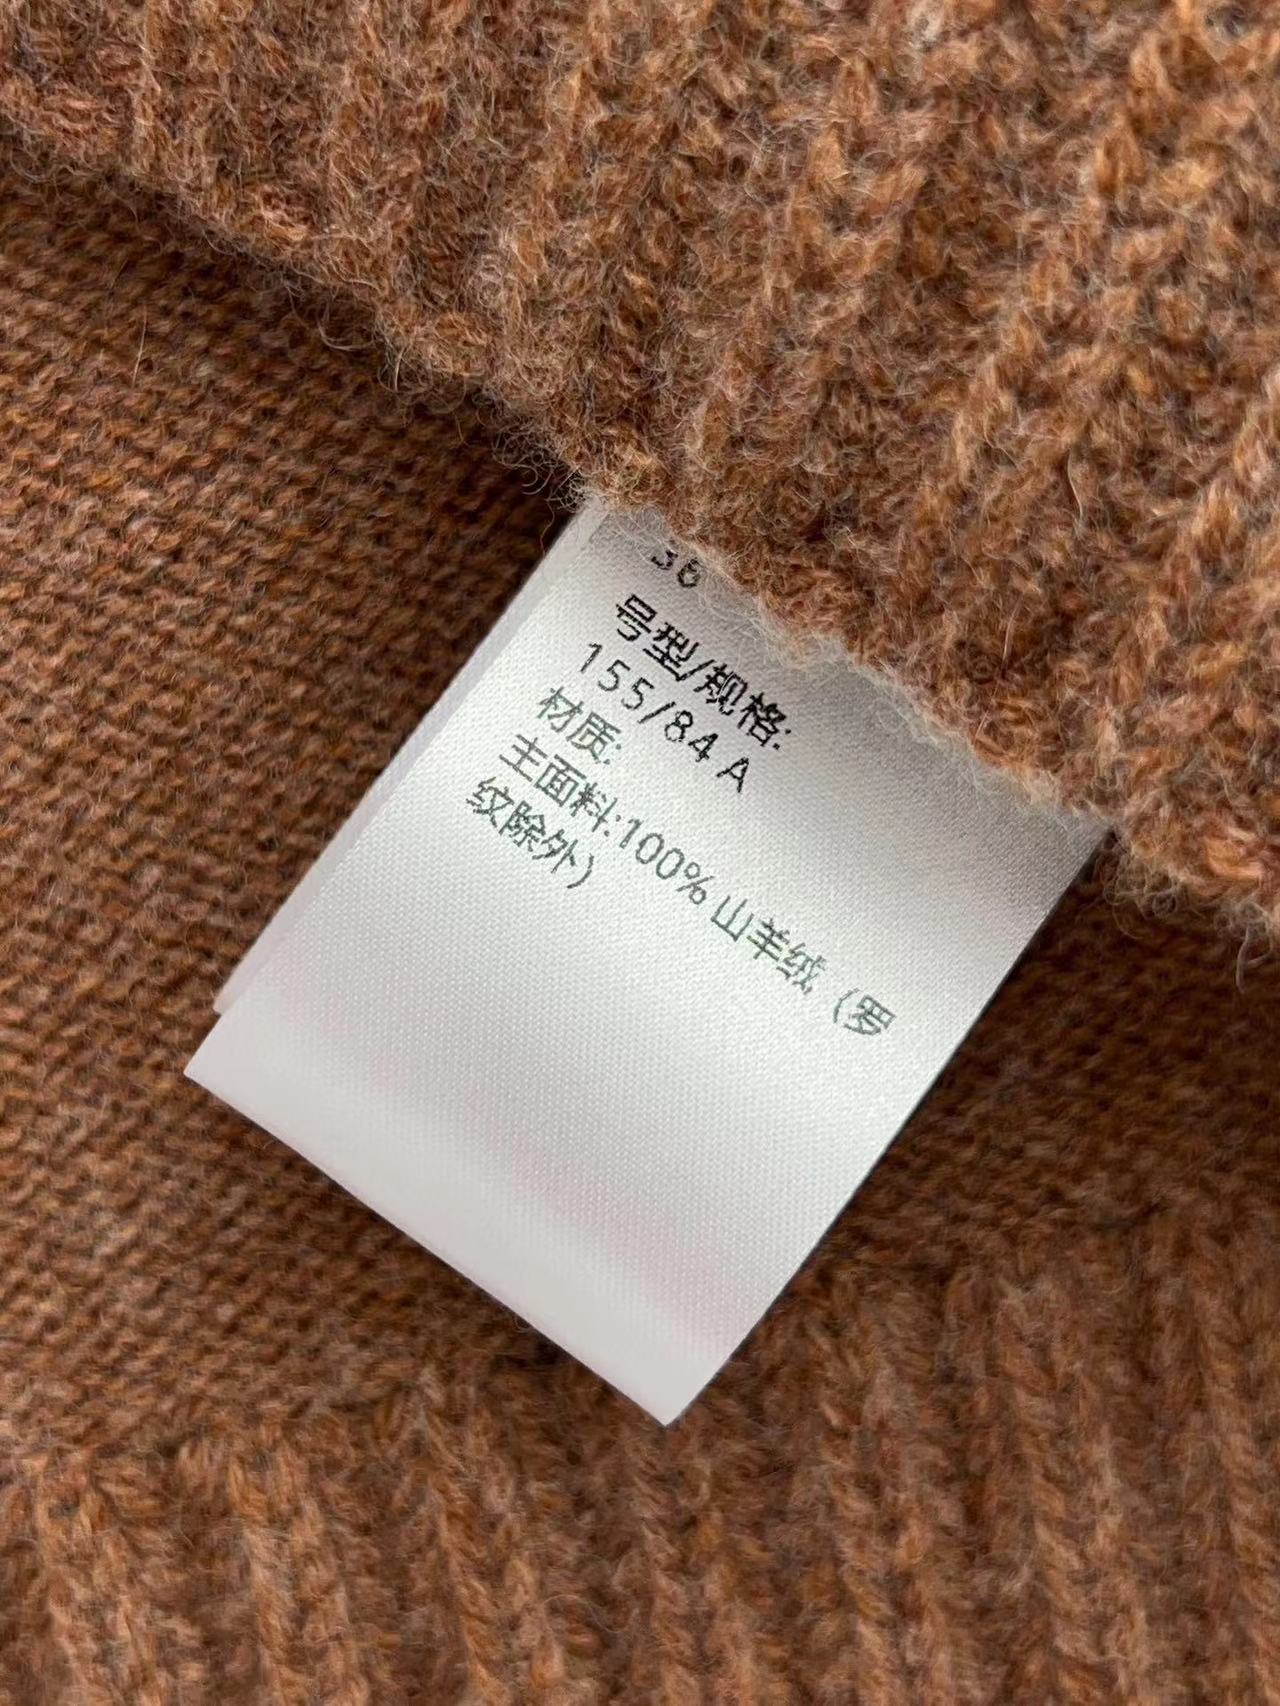 36
号型/规格:
155/84 A
材质:
主面料:100% 山羊绒（罗
纹除外）